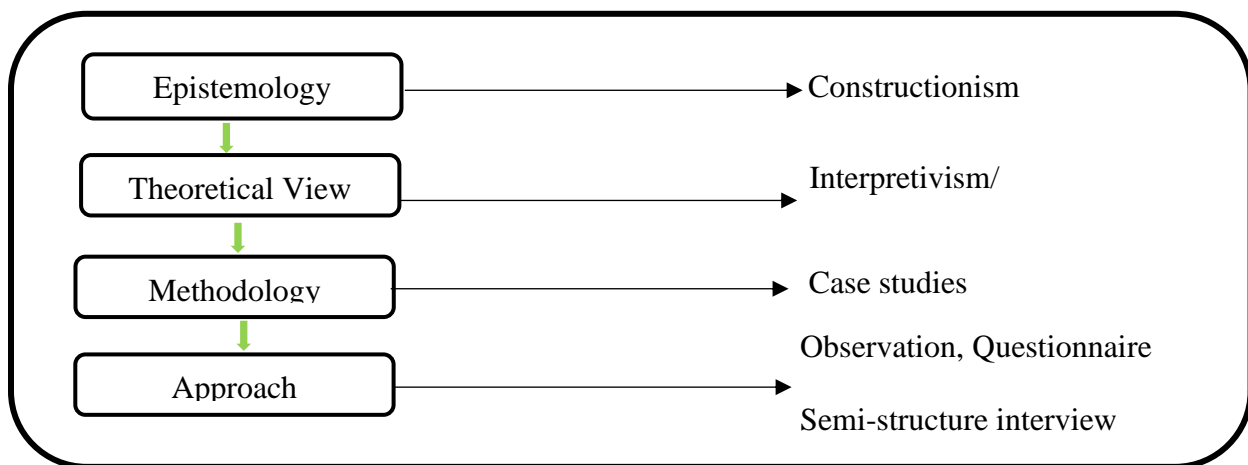 Epistemology
Constructionism
Theoretical View
Interpretivism/
Methodology
Case studies
Approach
Observation, Questionnaire
Semi-structure interview